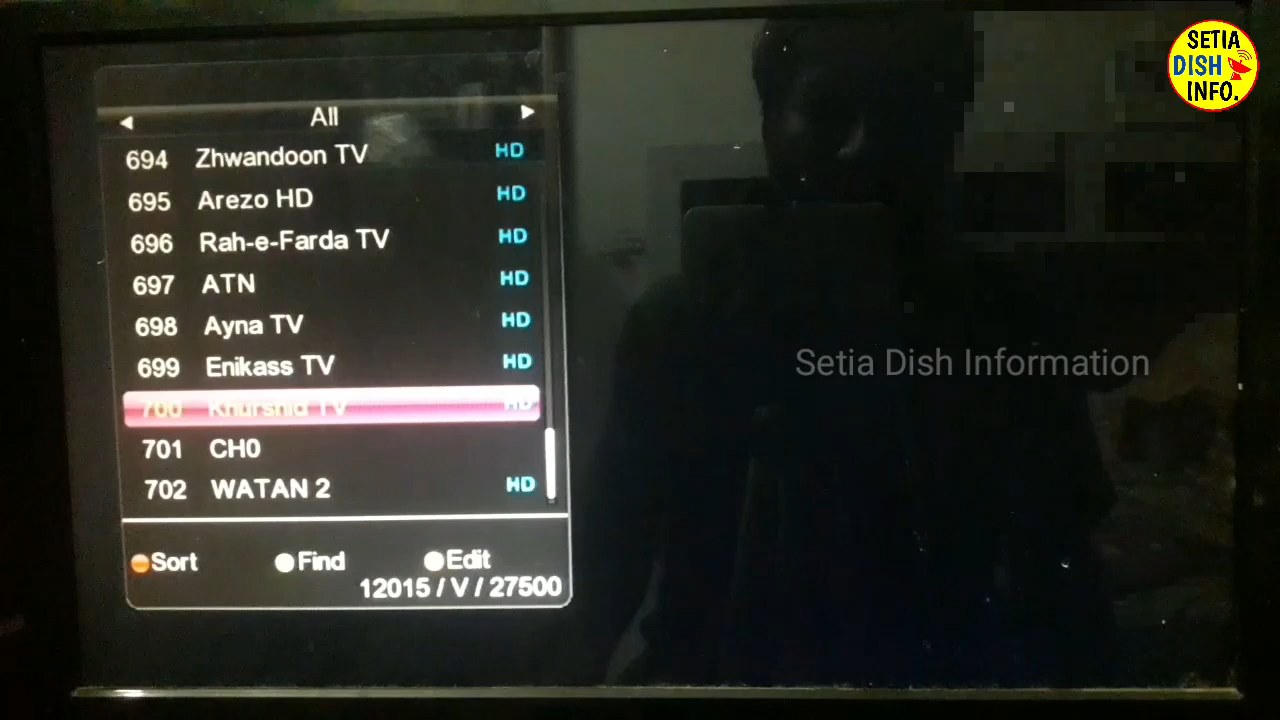 SETIA
DISH
INFO.
All
694 Zhwandoon TV HD
695 Arezo HD HD
696 Rah-e-Farda TV HD
697 ATN HD
698 Ayna TV HD
699 Enikass TV HD
700 Khurshid TV HD
701 CH0
702 WATAN 2 HD
Setia Dish Information
Sort Find Edit
12015 / V / 27500